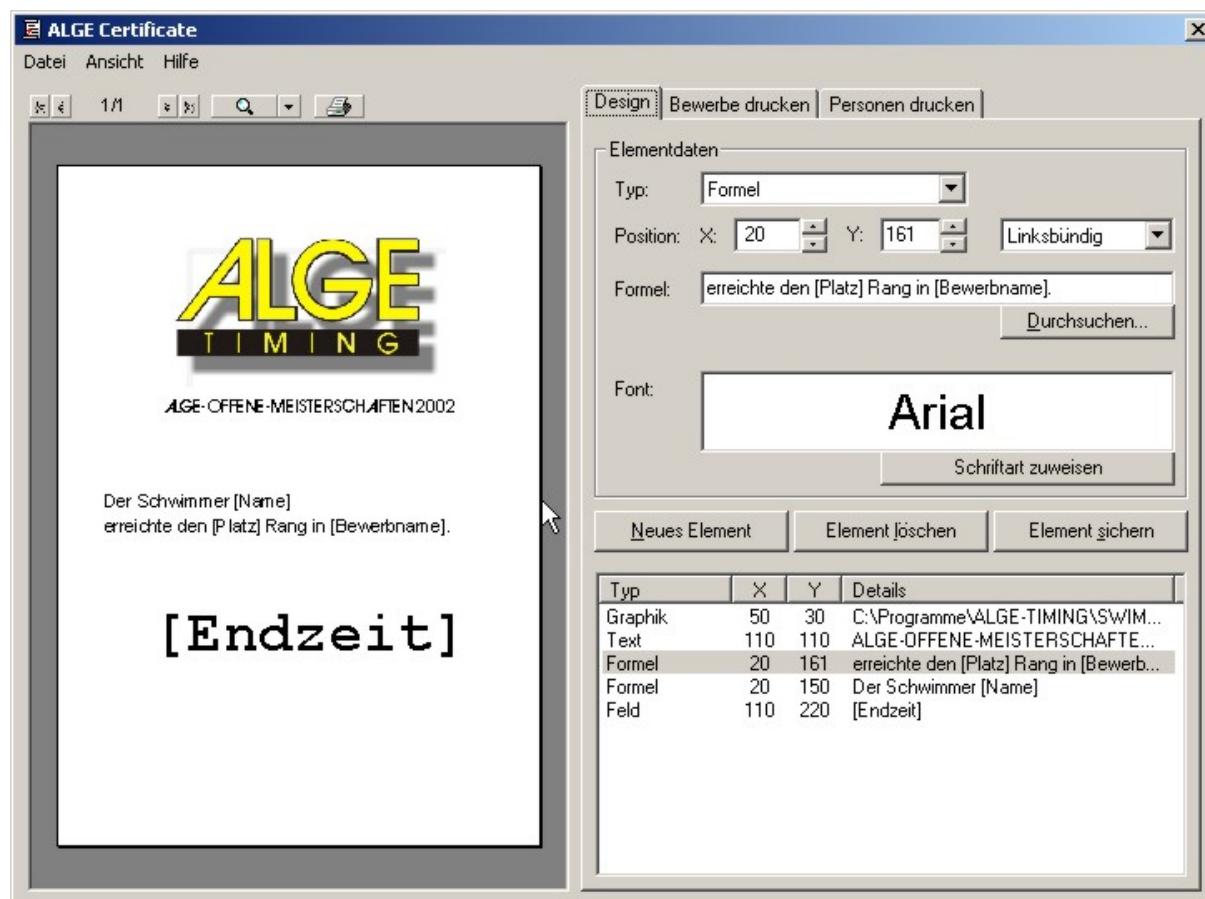 ALGE Certificate
Datei Ansicht Hilfe
1/1
ALGE
TIMING
ALGE-OFFENE-MEISTERSCHAFTEN 2002
Der Schwimmer [Name]
erreichte den [Platz] Rang in [Bewerbname].
[Endzeit]
Design Bewerbe drucken Personen drucken
Elementdaten
Typ: Formel
Position: X: 20 Y: 161 Linksbündig
Formel: erreichte den [Platz] Rang in [Bewerbname].
Durchsuchen...
Font: Arial
Schriftart zuweisen
Neues Element Element löschen Element sichern
Typ X Y Details
Graphik 50 30 C:\Programme\ALGE-TIMING\SWIM...
Text 110 110 ALGE-OFFENE-MEISTERSCHAFTE...
Formel 20 161 erreichte den [Platz] Rang in [Bewerb...
Formel 20 150 Der Schwimmer [Name]
Feld 110 220 [Endzeit]